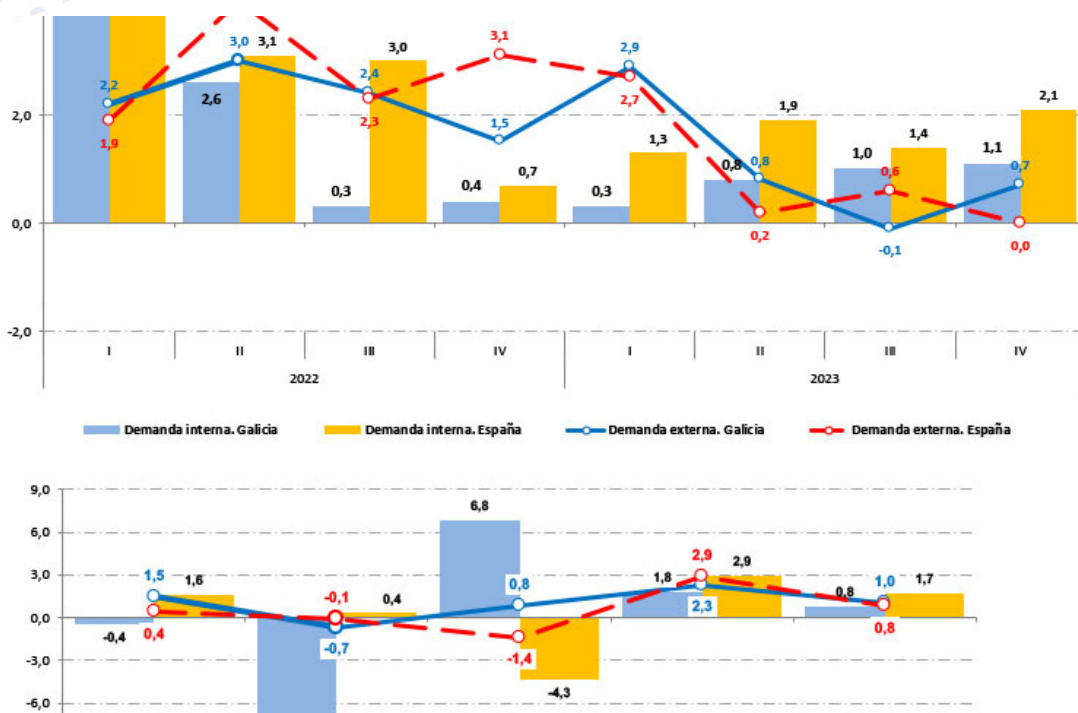 3,0 3,1 3,0 3,1 2,9
2,2 2,6 2,4 2,7
1,9 2,3 1,5 1,9 2,1
2,0 1,3 1,4
0,3 0,4 0,7 0,3 0,8 0,8 1,0 0,6 1,1 0,7
0,0 0,2 -0,1 0,0
-2,0
I II III IV I II III IV
2022 2023
Demanda interna. Galicia Demanda interna. España Demanda externa. Galicia Demanda externa. España
9,0
6,8
6,0
3,0 1,5 1,6 -0,1 0,4 0,8 1,8 2,9 2,9 0,8 1,0 1,7
0,0 -0,4 0,4 -0,7 2,3 0,8
-3,0 -1,4
-4,3
-6,0